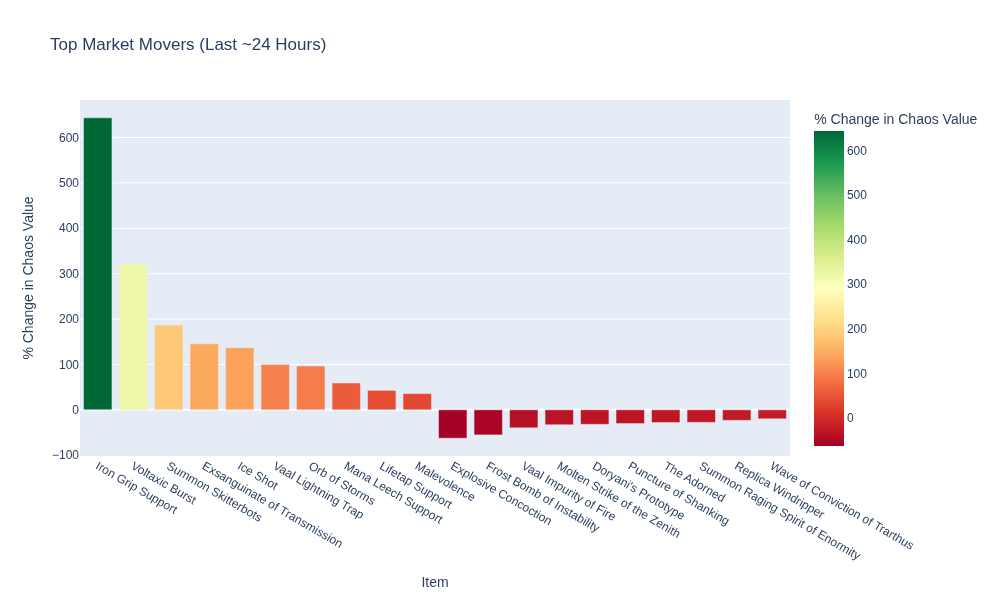 Top Market Movers (Last ~24 Hours)
% Change in Chaos Value
% Change in Chaos Value
600
500
400
300
200
100
0
−100
600
500
400
300
200
100
0
Iron Grip Support
Voltaxic Burst
Summon Skitterbots
Exsanguinate of Transmission
Ice Shot
Vaal Lightning Trap
Orb of Storms
Mana Leech Support
Lifetap Support
Malevolence
Explosive Concoction
Frost Bomb of Instability
Vaal Impurity of Fire
Molten Strike of the Zenith
Doryani's Prototype
Puncture of Shanking
The Adorned
Summon Raging Spirit of Enormity
Replica Windripper
Wave of Conviction of Trarthus
Item